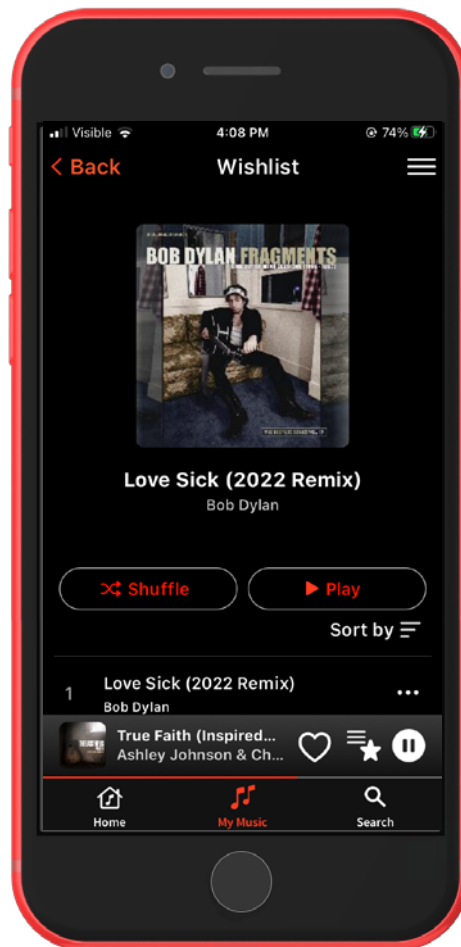 Visible
4:08 PM
74%
Back
Wishlist
BOB DYLAN FRAGMENTS
Love Sick (2022 Remix)
Bob Dylan
Shuffle
Play
Sort by
1
Love Sick (2022 Remix)
Bob Dylan
True Faith (Inspired...
Ashley Johnson & Ch...
Home
My Music
Search